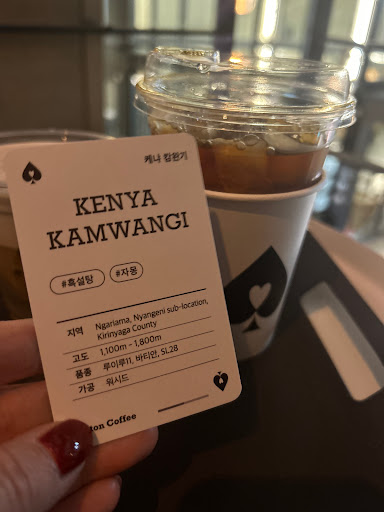 케냐 캄완기
KENYA
KAMWANGI
#흑설탕 #자몽
지역 Ngariama, Nyangeni sub-location,
Kirinyaga County
고도 1,100m - 1,800m
품종 루이루11, 바티안, SL28
가공 워시드
Coffee